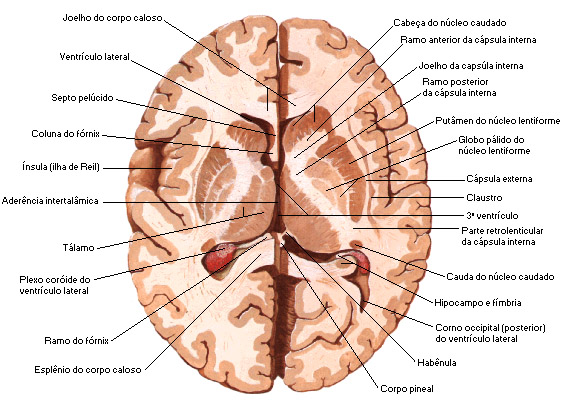 Joelho do corpo caloso
Ventrículo lateral
Septo pelúcido
Coluna do fórnix
Ínsula (ilha de Reil)
Aderência intertalâmica
Tálamo
Plexo coróide do
ventrículo lateral
Ramo do fórnix
Esplênio do corpo caloso
Cabeça do núcleo caudado
Ramo anterior da cápsula interna
Joelho da capsúla interna
Ramo posterior
da cápsula interna
Putâmen do núcleo lentiforme
Globo pálido do
núcleo lentiforme
Cápsula externa
Claustro
3º ventrículo
Parte retrolenticular
da cápsula interna
Cauda do núcleo caudado
Hipocampo e fímbria
Corno occipital (posterior)
do ventrículo lateral
Habênula
Corpo pineal